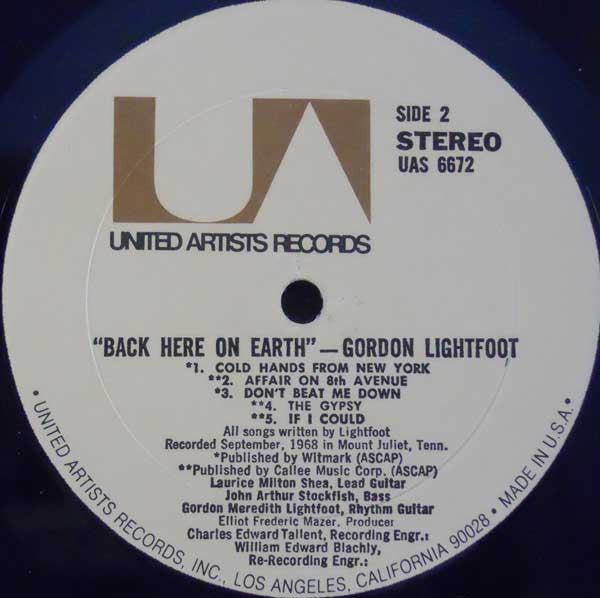 UA
SIDE 2
STEREO
UAS 6672
UNITED ARTISTS RECORDS
"BACK HERE ON EARTH" — GORDON LIGHTFOOT
*1. COLD HANDS FROM NEW YORK
**2. AFFAIR ON 8th AVENUE
*3. DON'T BEAT ME DOWN
**4. THE GYPSY
**5. IF I COULD
All songs written by Lightfoot
Recorded September, 1968 in Mount Juliet, Tenn.
*Published by Witmark (ASCAP)
**Published by Callee Music Corp. (ASCAP)
Laurice Milton Shea, Lead Guitar
John Arthur Stockfish, Bass
Gordon Meredith Lightfoot, Rhythm Guitar
Elliot Frederic Mazer, Producer
Charles Edward Tallent, Recording Engr.:
William Edward Blachly,
Re-Recording Engr.:
• UNITED ARTISTS RECORDS, INC., LOS ANGELES, CALIFORNIA 90028 • MADE IN U.S.A. •